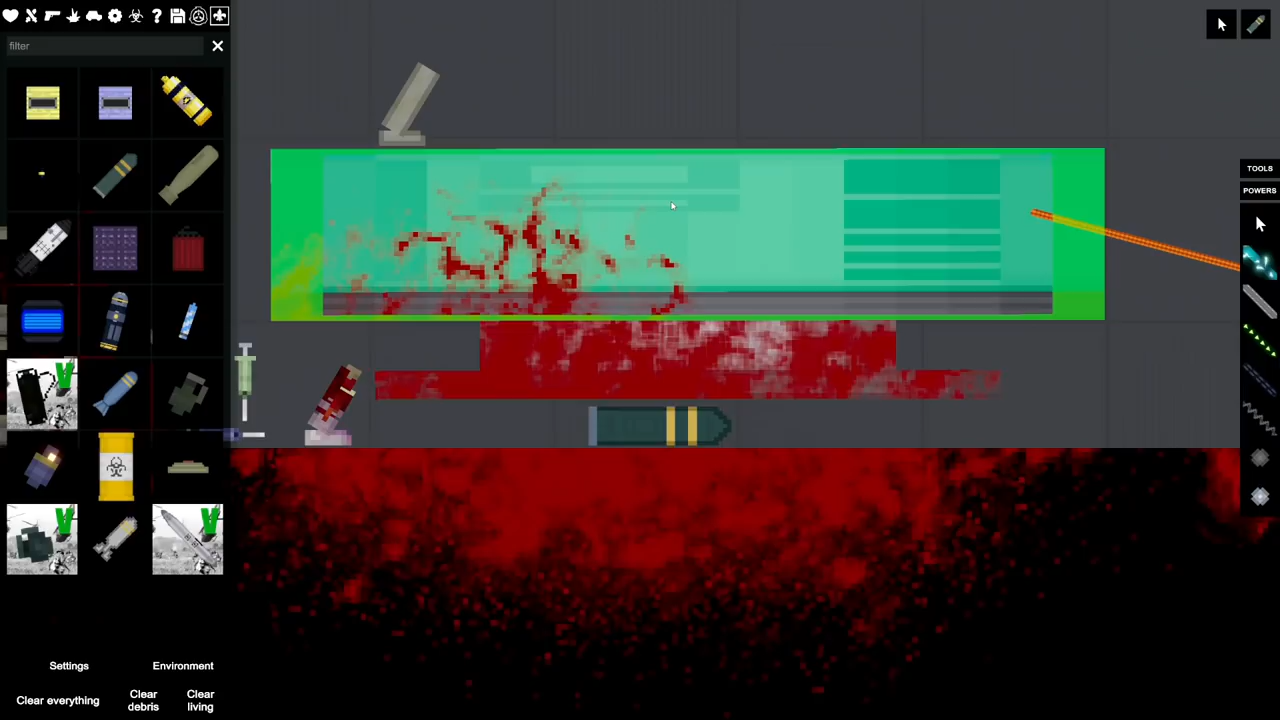 filter
TOOLS
POWERS
Settings
Environment
Clear everything
Clear
debris
Clear
living